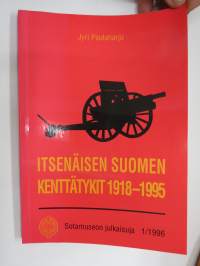 Jyri Paulaharju
ITSENÄISEN SUOMEN
KENTTÄTYKIT 1918–1995
Sotamuseon julkaisuja 1/1996